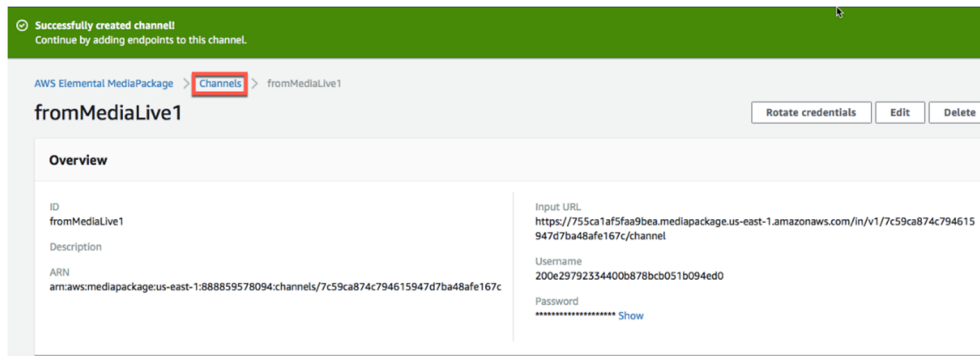 Successfully created channel!
Continue by adding endpoints to this channel.
AWS Elemental MediaPackage > Channels > fromMediaLive1
fromMediaLive1
Rotate credentials
Edit
Delete
Overview
ID
fromMediaLive1
Description
ARN
arn:aws:mediapackage:us-east-1:888859578094:channels/7c59ca874c794615947d7ba48afe167c
Input URL
https://755ca1af5faa9bea.mediapackage.us-east-1.amazonaws.com/in/v1/7c59ca874c794615
947d7ba48afe167c/channel
Username
200e29792334400b878bcb051b094ed0
Password
******************** Show